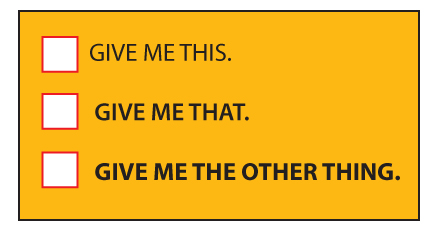 GIVE ME THIS.
GIVE ME THAT.
GIVE ME THE OTHER THING.